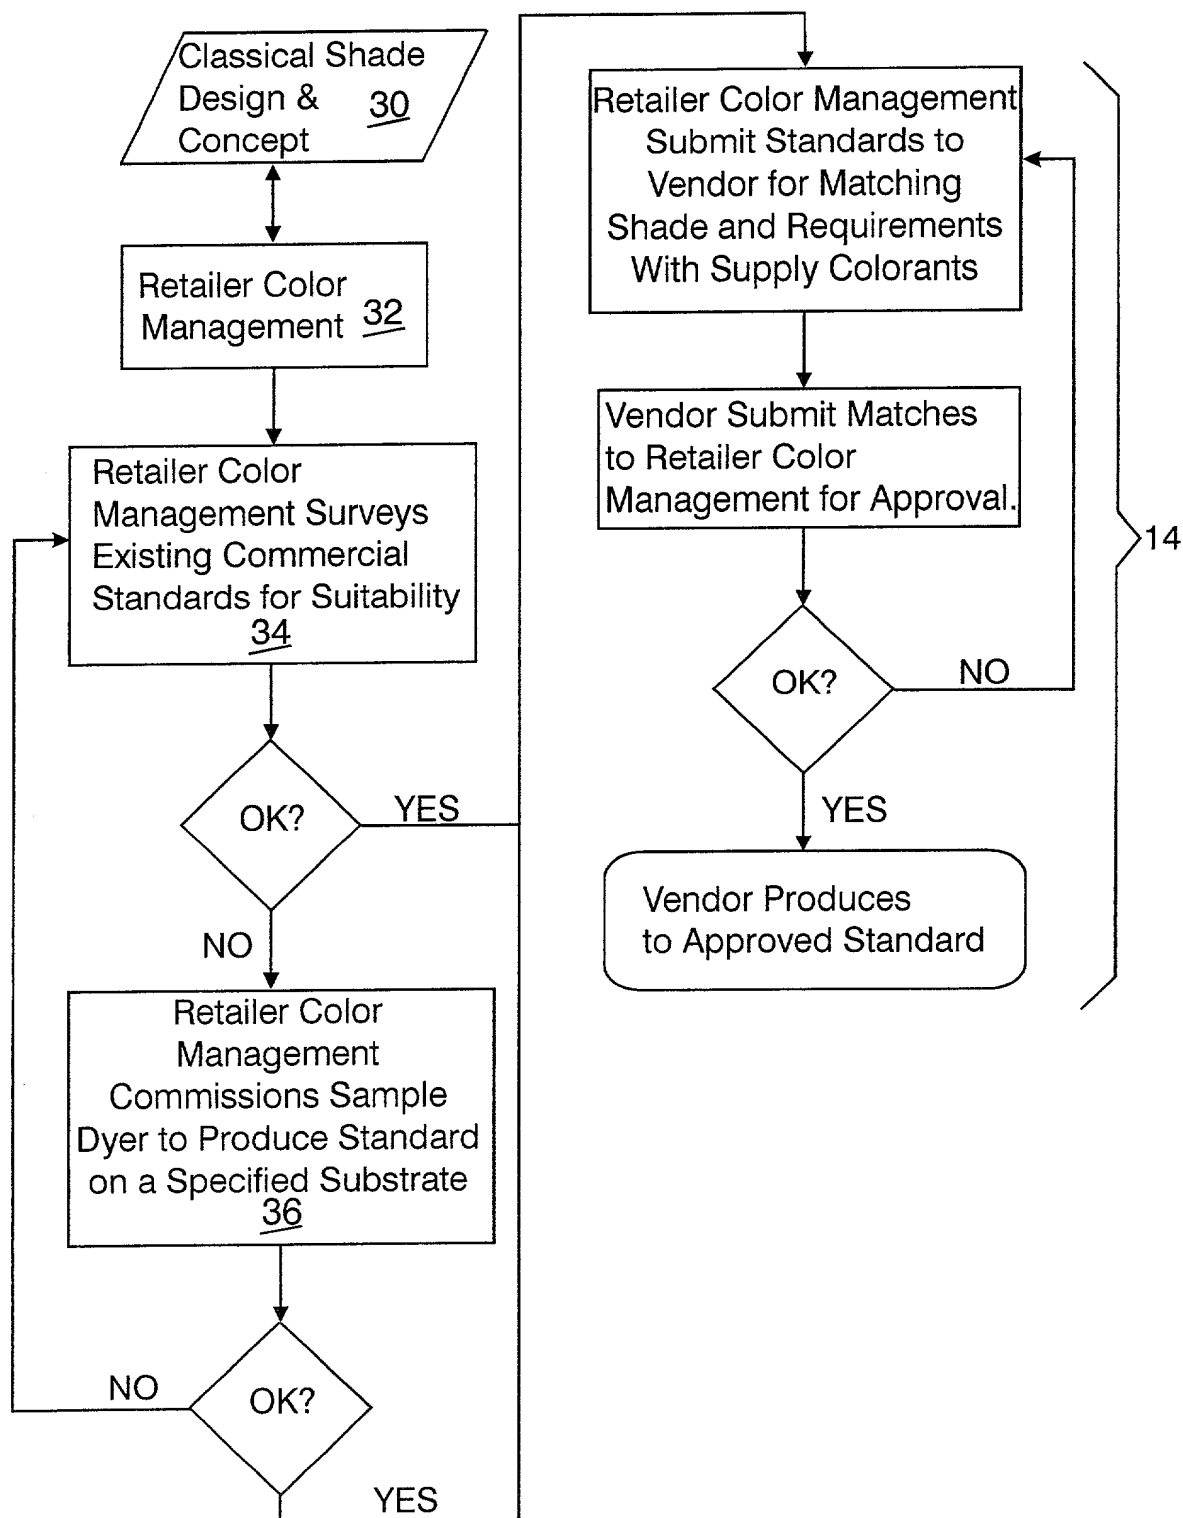 Classical Shade
Design &
Concept
30
Retailer Color
Management
32
Retailer Color
Management Surveys
Existing Commercial
Standards for Suitability
34
OK?
YES
NO
Retailer Color
Management
Commissions Sample
Dyer to Produce Standard
on a Specified Substrate
36
NO
OK?
YES
Retailer Color Management
Submit Standards to
Vendor for Matching
Shade and Requirements
With Supply Colorants
Vendor Submit Matches
to Retailer Color
Management for Approval.
OK?
NO
YES
Vendor Produces
to Approved Standard
14